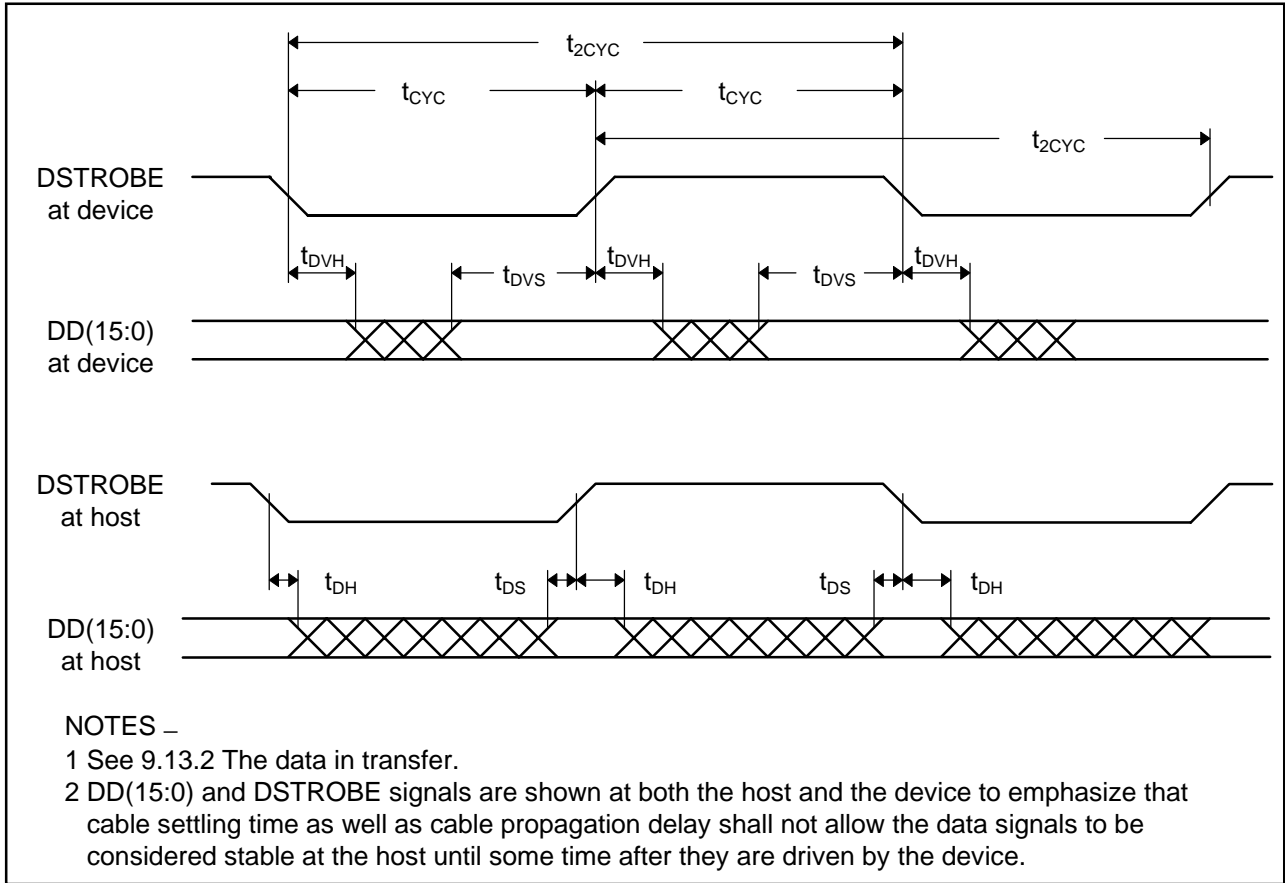 t2CYC
tCYC tCYC
t2CYC
DSTROBE
at device
tDVH tDVS tDVH tDVS tDVH
DD(15:0)
at device
DSTROBE
at host
tDH tDS tDH tDS tDH
DD(15:0)
at host
NOTES –
1 See 9.13.2 The data in transfer.
2 DD(15:0) and DSTROBE signals are shown at both the host and the device to emphasize that
cable settling time as well as cable propagation delay shall not allow the data signals to be
considered stable at the host until some time after they are driven by the device.